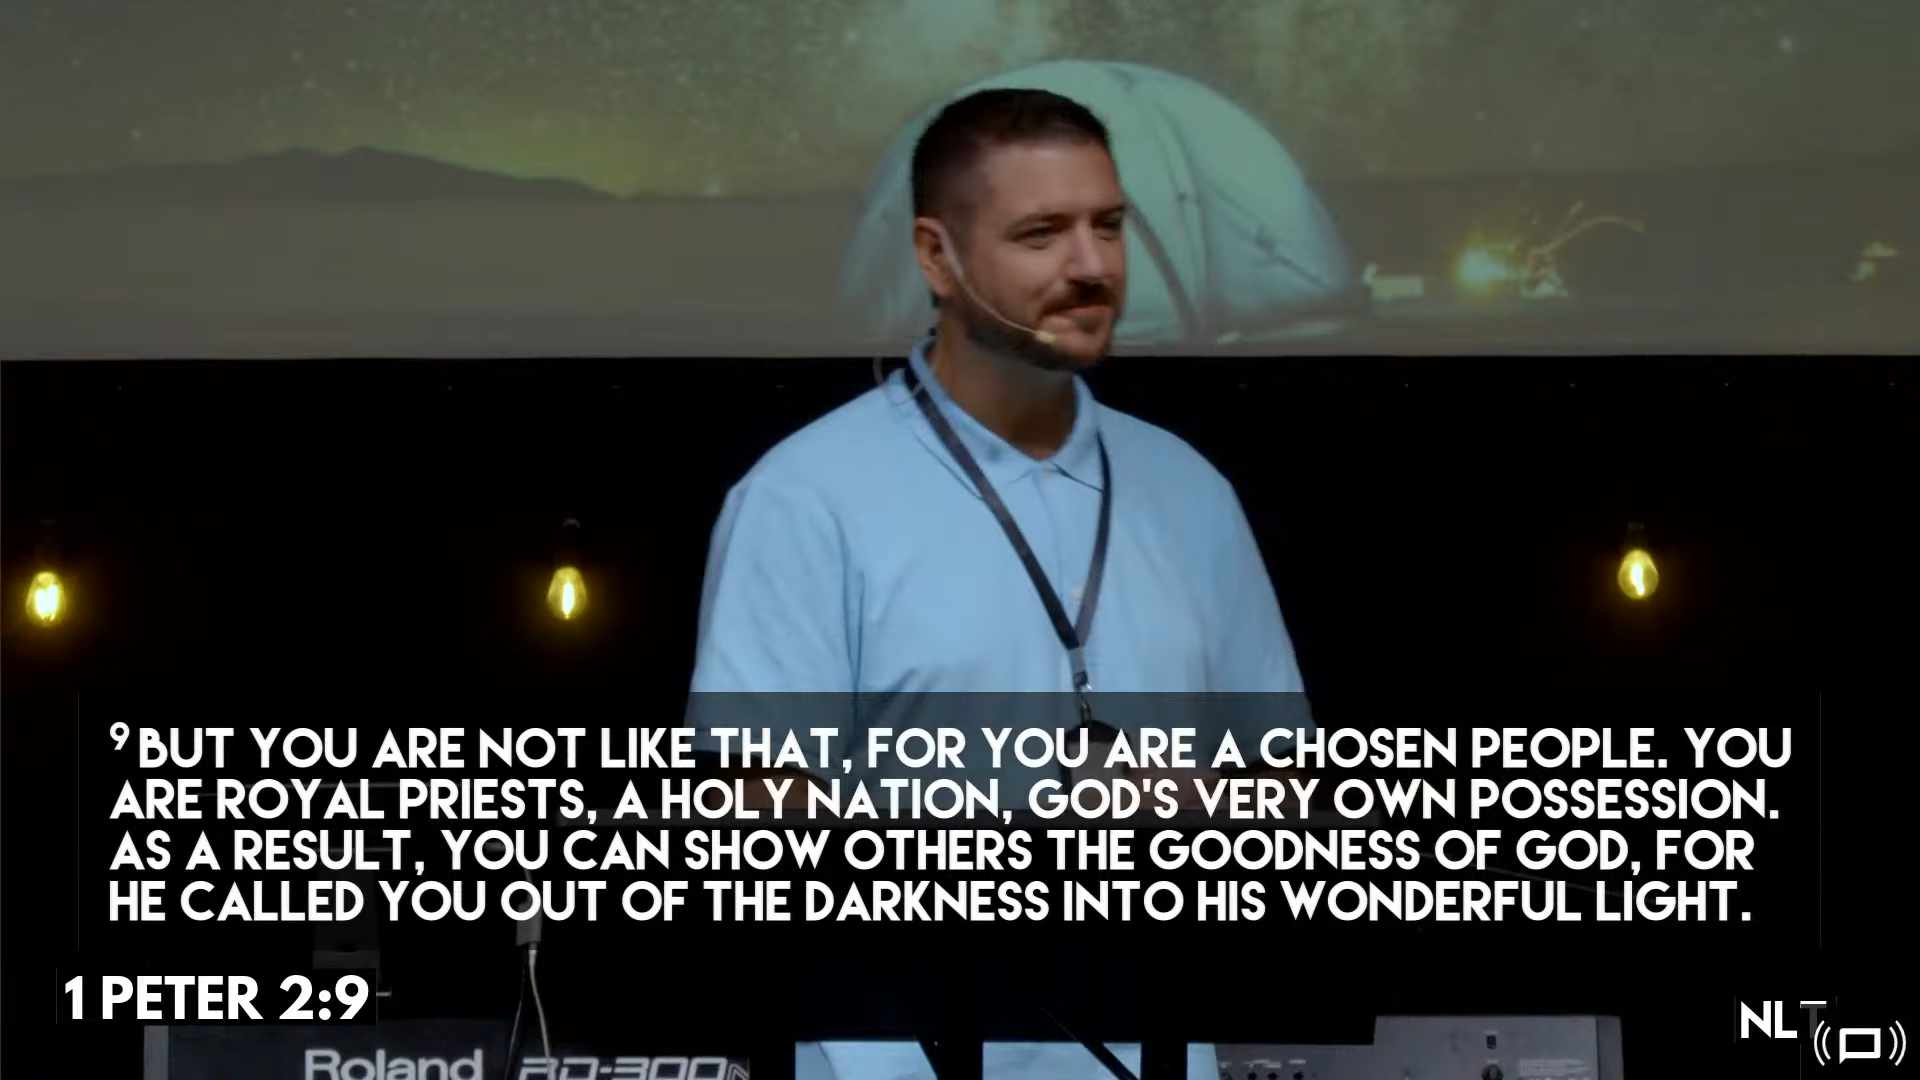 ⁹ BUT YOU ARE NOT LIKE THAT, FOR YOU ARE A CHOSEN PEOPLE. YOU
ARE ROYAL PRIESTS, A HOLY NATION, GOD'S VERY OWN POSSESSION.
AS A RESULT, YOU CAN SHOW OTHERS THE GOODNESS OF GOD, FOR
HE CALLED YOU OUT OF THE DARKNESS INTO HIS WONDERFUL LIGHT.
1 PETER 2:9
NLT
Roland RD-300N